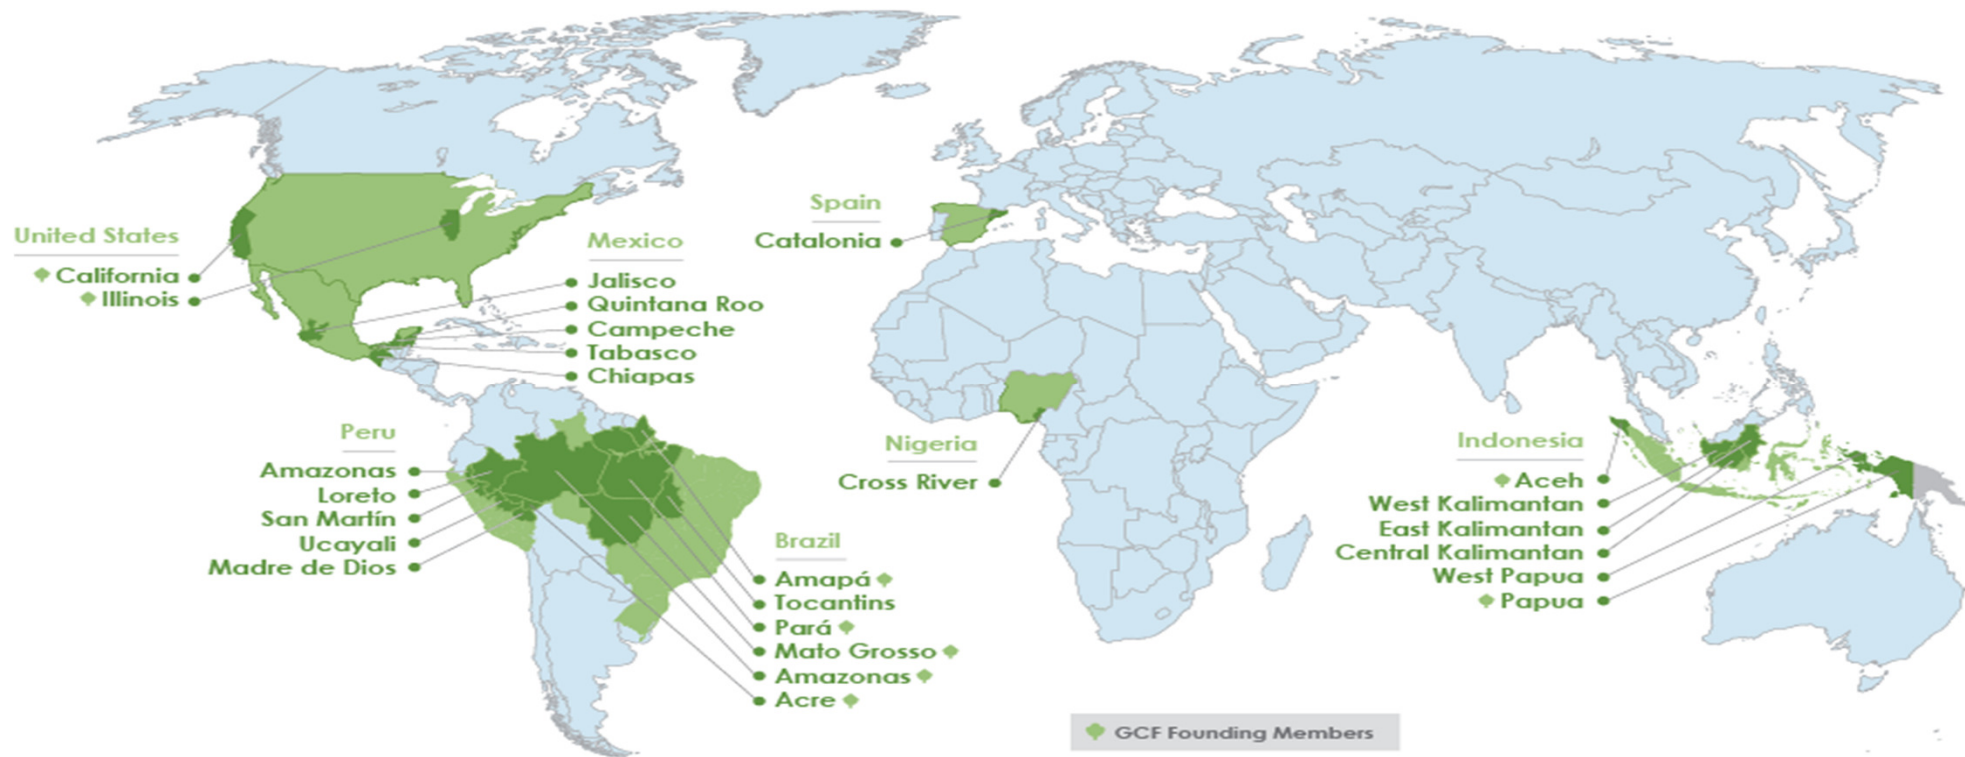 United States
California
Illinois
Mexico
Jalisco
Quintana Roo
Campeche
Tabasco
Chiapas
Spain
Catalonia
Peru
Amazonas
Loreto
San Martín
Ucayali
Madre de Dios
Brazil
Amapá
Tocantins
Pará
Mato Grosso
Amazonas
Acre
Nigeria
Cross River
Indonesia
Aceh
West Kalimantan
East Kalimantan
Central Kalimantan
West Papua
Papua
GCF Founding Members